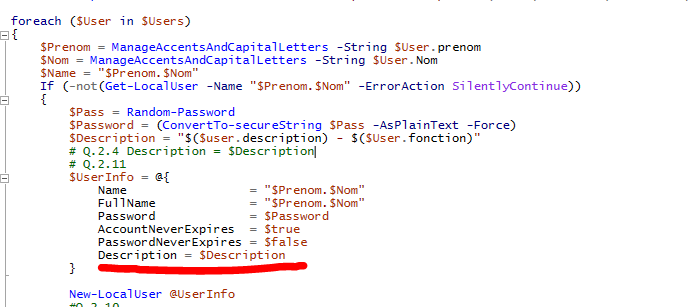 foreach ($User in $Users)
{
    $Prenom = ManageAccentsAndCapitalLetters -String $User.prenom
    $Nom = ManageAccentsAndCapitalLetters -String $User.Nom
    $Name = "$Prenom.$Nom"
    If (-not(Get-LocalUser -Name "$Prenom.$Nom" -ErrorAction SilentlyContinue))
    {
        $Pass = Random-Password
        $Password = (ConvertTo-secureString $Pass -AsPlainText -Force)
        $Description = "$($user.description) - $($User.fonction)"
        # Q.2.4 Description = $Description
        # Q.2.11
        $UserInfo = @{
            Name                 = "$Prenom.$Nom"
            FullName             = "$Prenom.$Nom"
            Password             = $Password
            AccountNeverExpires  = $true
            PasswordNeverExpires = $false
            Description = $Description
        }
        New-LocalUser @UserInfo